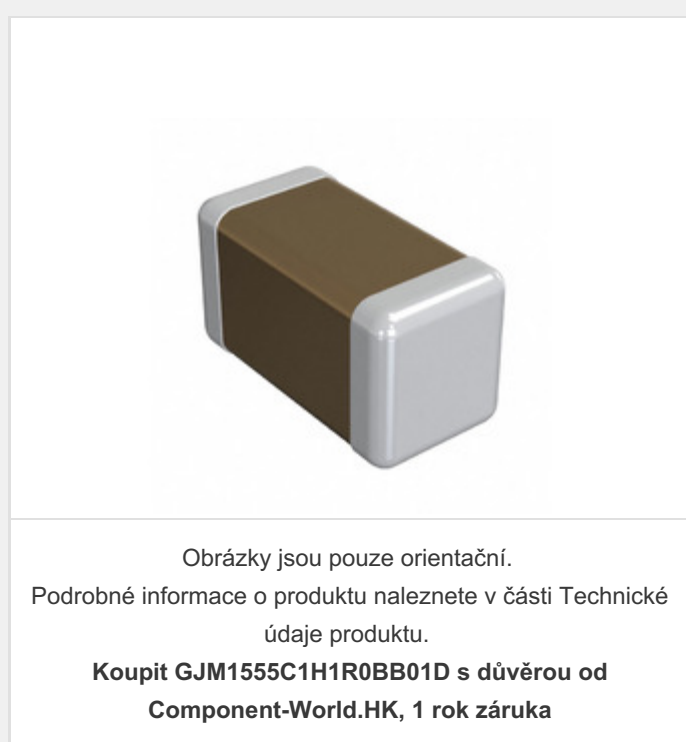 Obrázky jsou pouze orientační.
Podrobné informace o produktu naleznete v části Technické
údaje produktu.
Koupit GJM1555C1H1R0BB01D s důvěrou od
Component-World.HK, 1 rok záruka